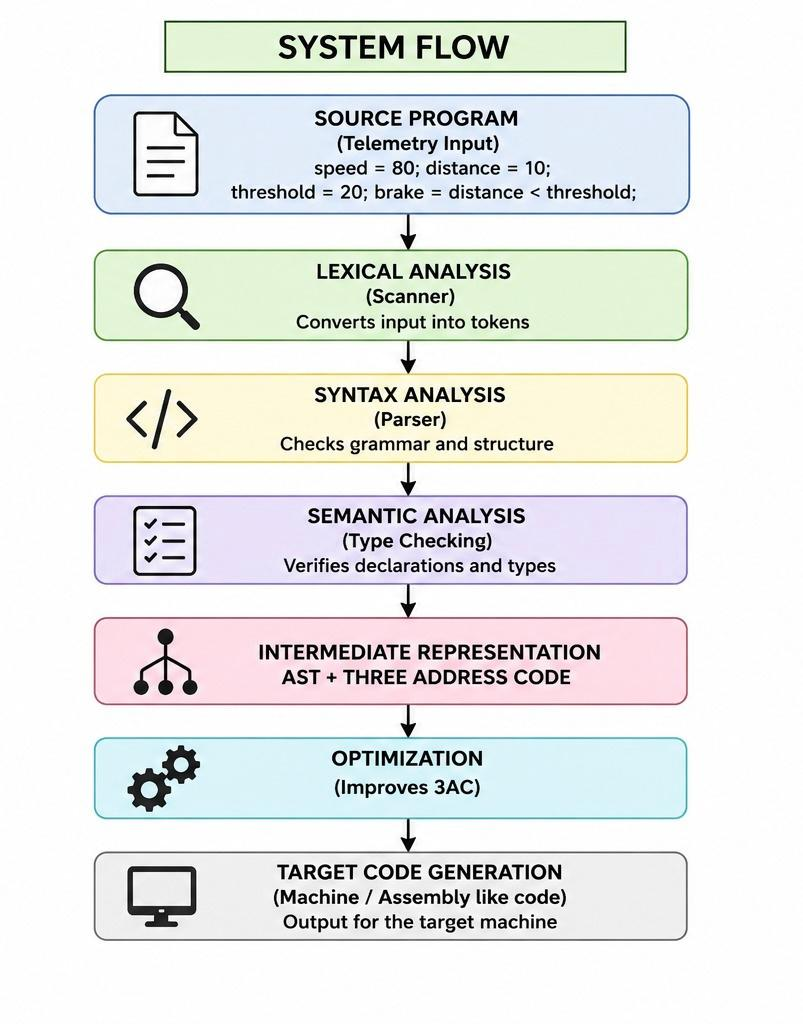 SYSTEM FLOW
SOURCE PROGRAM
(Telemetry Input)
speed = 80; distance = 10;
threshold = 20; brake = distance < threshold;
LEXICAL ANALYSIS
(Scanner)
Converts input into tokens
</>
SYNTAX ANALYSIS
(Parser)
Checks grammar and structure
SEMANTIC ANALYSIS
(Type Checking)
Verifies declarations and types
INTERMEDIATE REPRESENTATION
AST + THREE ADDRESS CODE
OPTIMIZATION
(Improves 3AC)
TARGET CODE GENERATION
(Machine / Assembly like code)
Output for the target machine